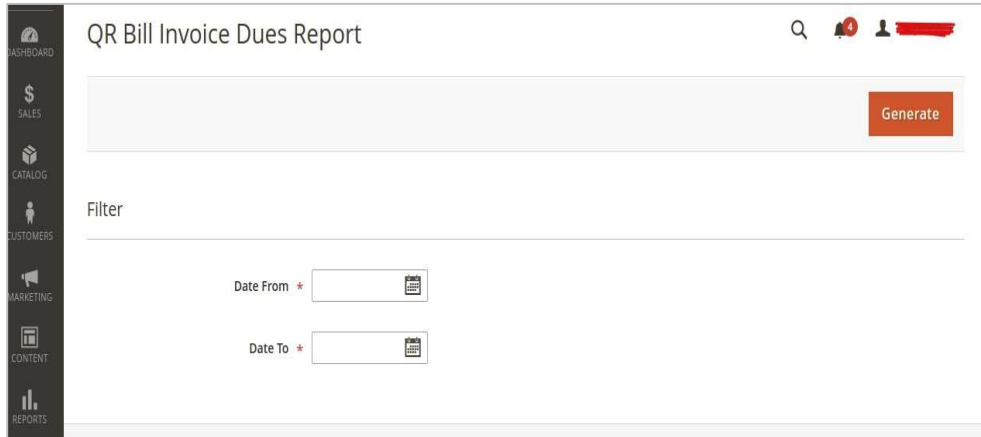 DASHBOARD
SALES
CATALOG
CUSTOMERS
MARKETING
CONTENT
REPORTS
QR Bill Invoice Dues Report
4
Generate
Filter
Date From *
Date To *